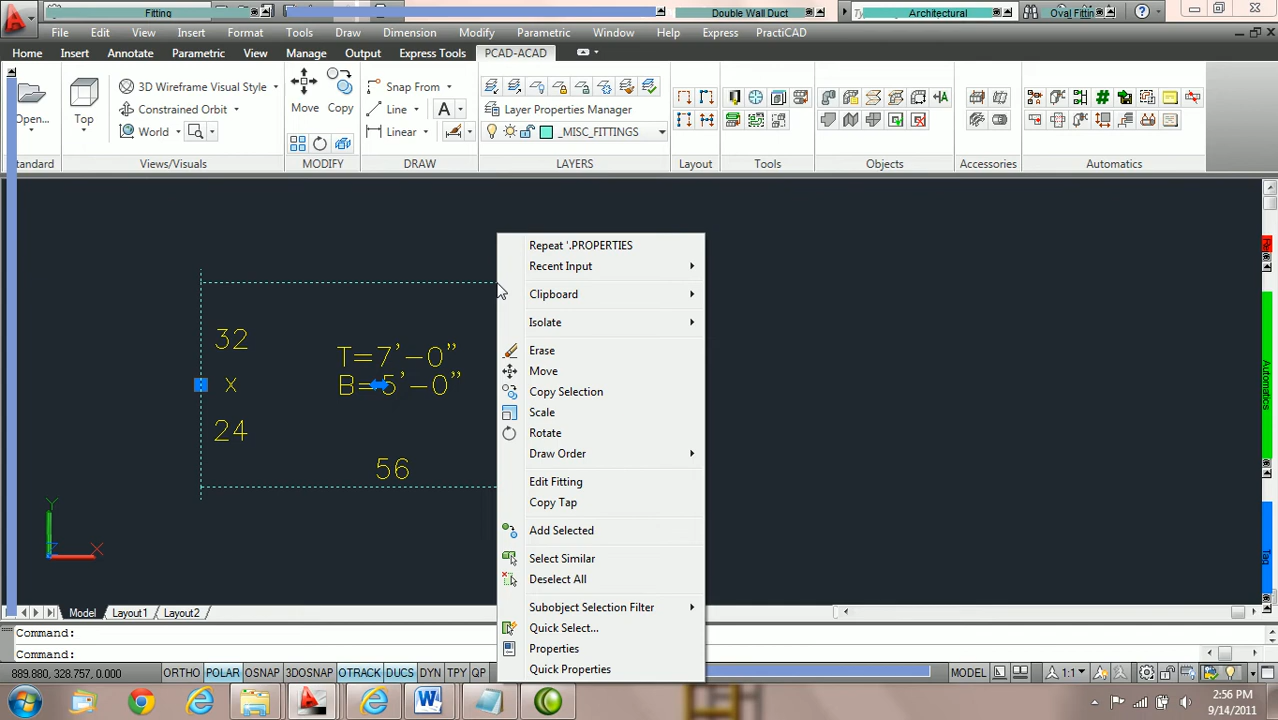 Fitting
Double Wall Duct
Architectural
Oval Fittin
File Edit View Insert Format Tools Draw Dimension Modify Parametric Window Help Express PractiCAD
Home Insert Annotate Parametric View Manage Output Express Tools PCAD-ACAD
Open...
Top
3D Wireframe Visual Style
Constrained Orbit
World
Move
Copy
Snap From
Line
A
Linear
Layer Properties Manager
_MISC_FITTINGS
tandard
Views/Visuals
MODIFY
DRAW
LAYERS
Layout
Tools
Objects
Accessories
Automatics
32
X
24
T=7'-0"
B=5'-0"
56
Y
X
Repeat '.PROPERTIES
Recent Input
Clipboard
Isolate
Erase
Move
Copy Selection
Scale
Rotate
Draw Order
Edit Fitting
Copy Tap
Add Selected
Select Similar
Deselect All
Subobject Selection Filter
Quick Select...
Properties
Quick Properties
Model Layout1 Layout2
Command:
Command:
889.880, 328.757, 0.000
ORTHO POLAR OSNAP 3DOSNAP OTRACK DUCS DYN TPY QP
MODEL
1:1
2:56 PM
9/14/2011